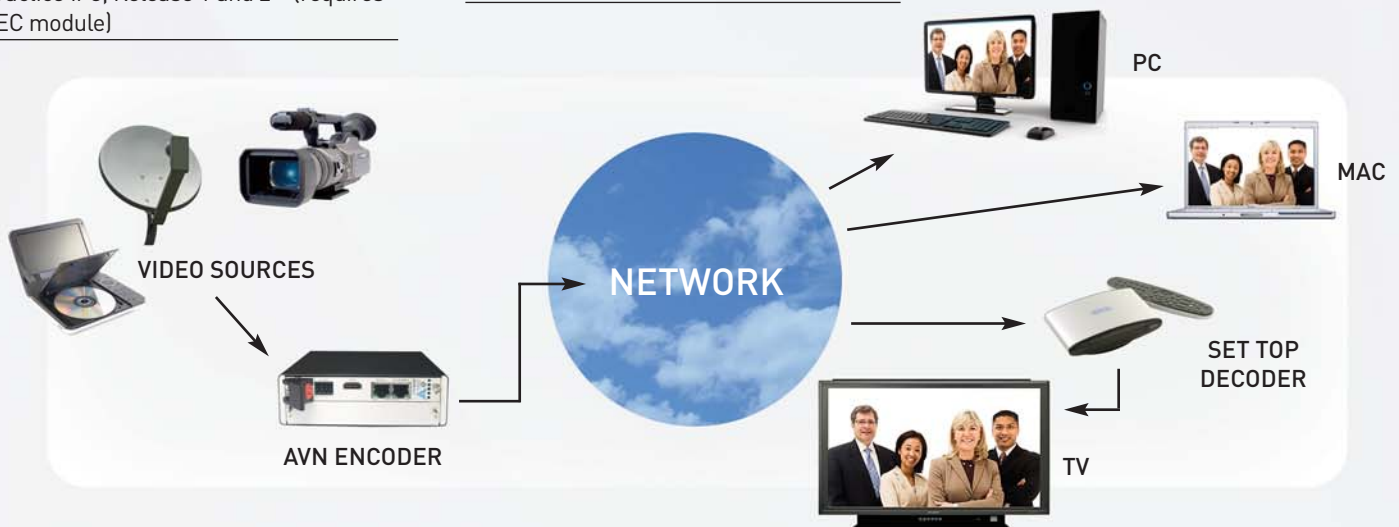 EC module)
VIDEO SOURCES
AVN ENCODER
NETWORK
PC
MAC
SET TOP
DECODER
TV